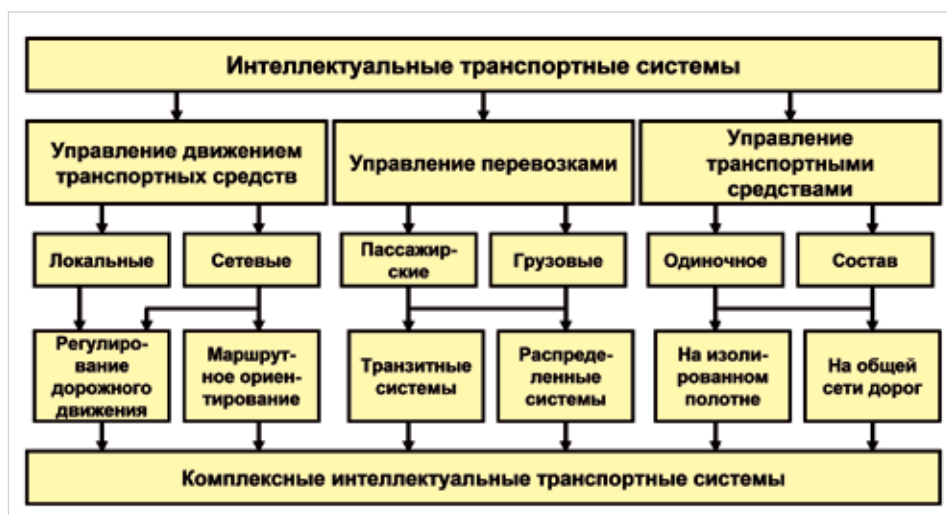 Интеллектуальные транспортные системы
Управление движением
транспортных средств
Управление перевозками
Управление
транспортными
средствами
Локальные
Сетевые
Пассажир-
ские
Грузовые
Одиночное
Состав
Регулиро-
вание
дорожного
движения
Маршрут-
ное ориен-
тирование
Транзитные
системы
Распреде-
ленные
системы
На изоли-
рованном
полотне
На общей
сети дорог
Комплексные интеллектуальные транспортные системы